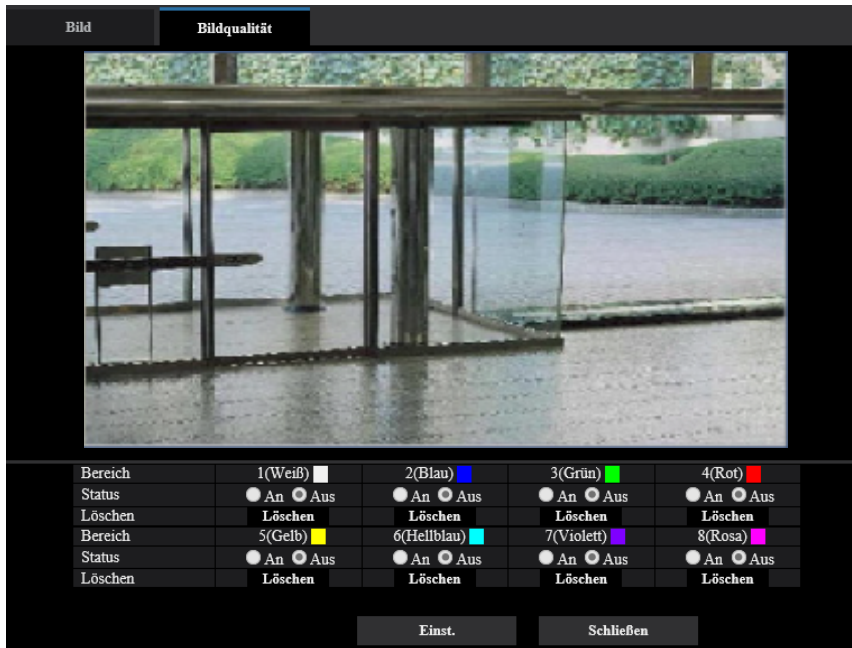 Bild Bildqualität
Bereich 1(Weiß) 2(Blau) 3(Grün) 4(Rot)
Status An Aus An Aus An Aus An Aus
Löschen Löschen Löschen Löschen Löschen
Bereich 5(Gelb) 6(Hellblau) 7(Violett) 8(Rosa)
Status An Aus An Aus An Aus An Aus
Löschen Löschen Löschen Löschen Löschen
Einst. Schließen